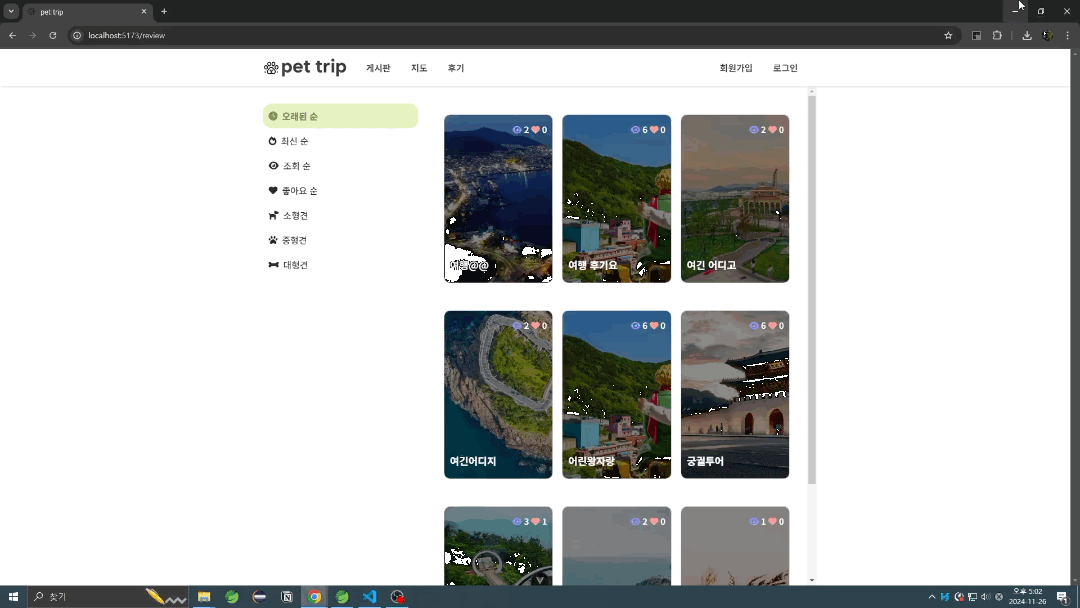 pet trip
localhost:5173/review
pet trip 게시판 지도 후기 회원가입 로그인
오래된 순
최신 순
조회 순
좋아요 순
소형견
중형견
대형견
2 0
6 0
2 0
여행 후기요
여긴 어디고
2 0
6 0
6 0
여긴어디지
어린왕자랑
궁궐투어
3 1
2 0
1 0
찾기
오후 5:02
2024-11-26